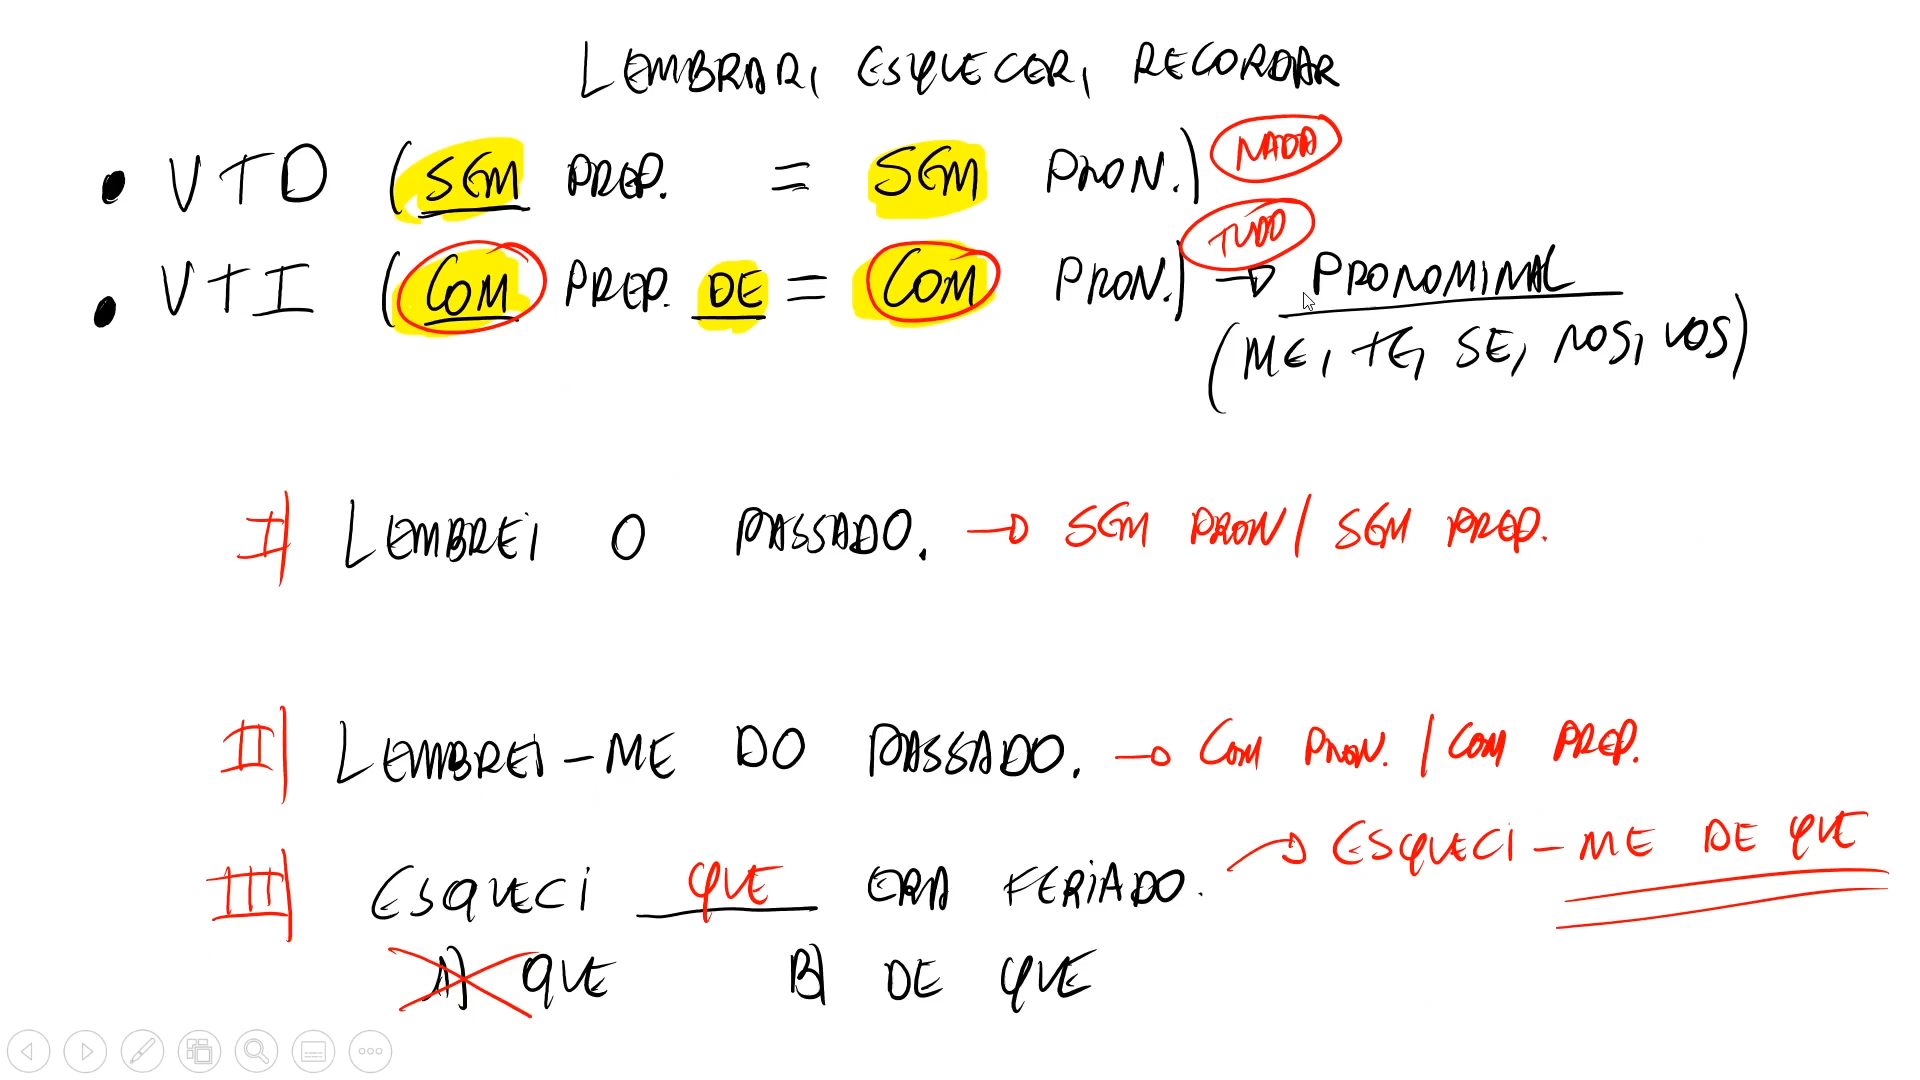 LEMBRAR, ESQUECER, RECORDAR
• VTD (SEM PREP. = SEM PRON.) NADA
• VTI (COM PREP. DE = COM PRON.) TUDO → PRONOMINAL
(ME, TE, SE, NOS, VOS)
I) LEMBREI O PASSADO. → SEM PRON / SEM PREP.
II) LEMBREI-ME DO PASSADO. → COM PRON. / COM PREP.
III) ESQUECI QUE ERA FERIADO. → ESQUECI-ME DE QUE
A) QUE B) DE QUE